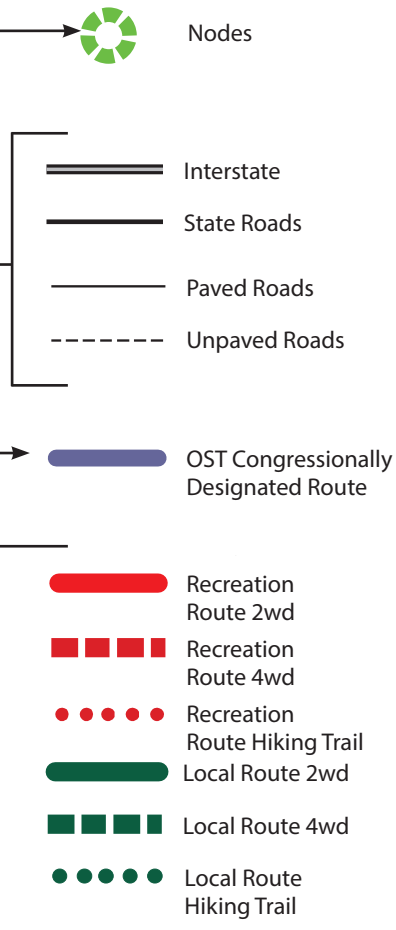 Nodes
Interstate
State Roads
Paved Roads
Unpaved Roads
OST Congressionally
Designated Route
Recreation
Route 2wd
Recreation
Route 4wd
Recreation
Route Hiking Trail
Local Route 2wd
Local Route 4wd
Local Route
Hiking Trail